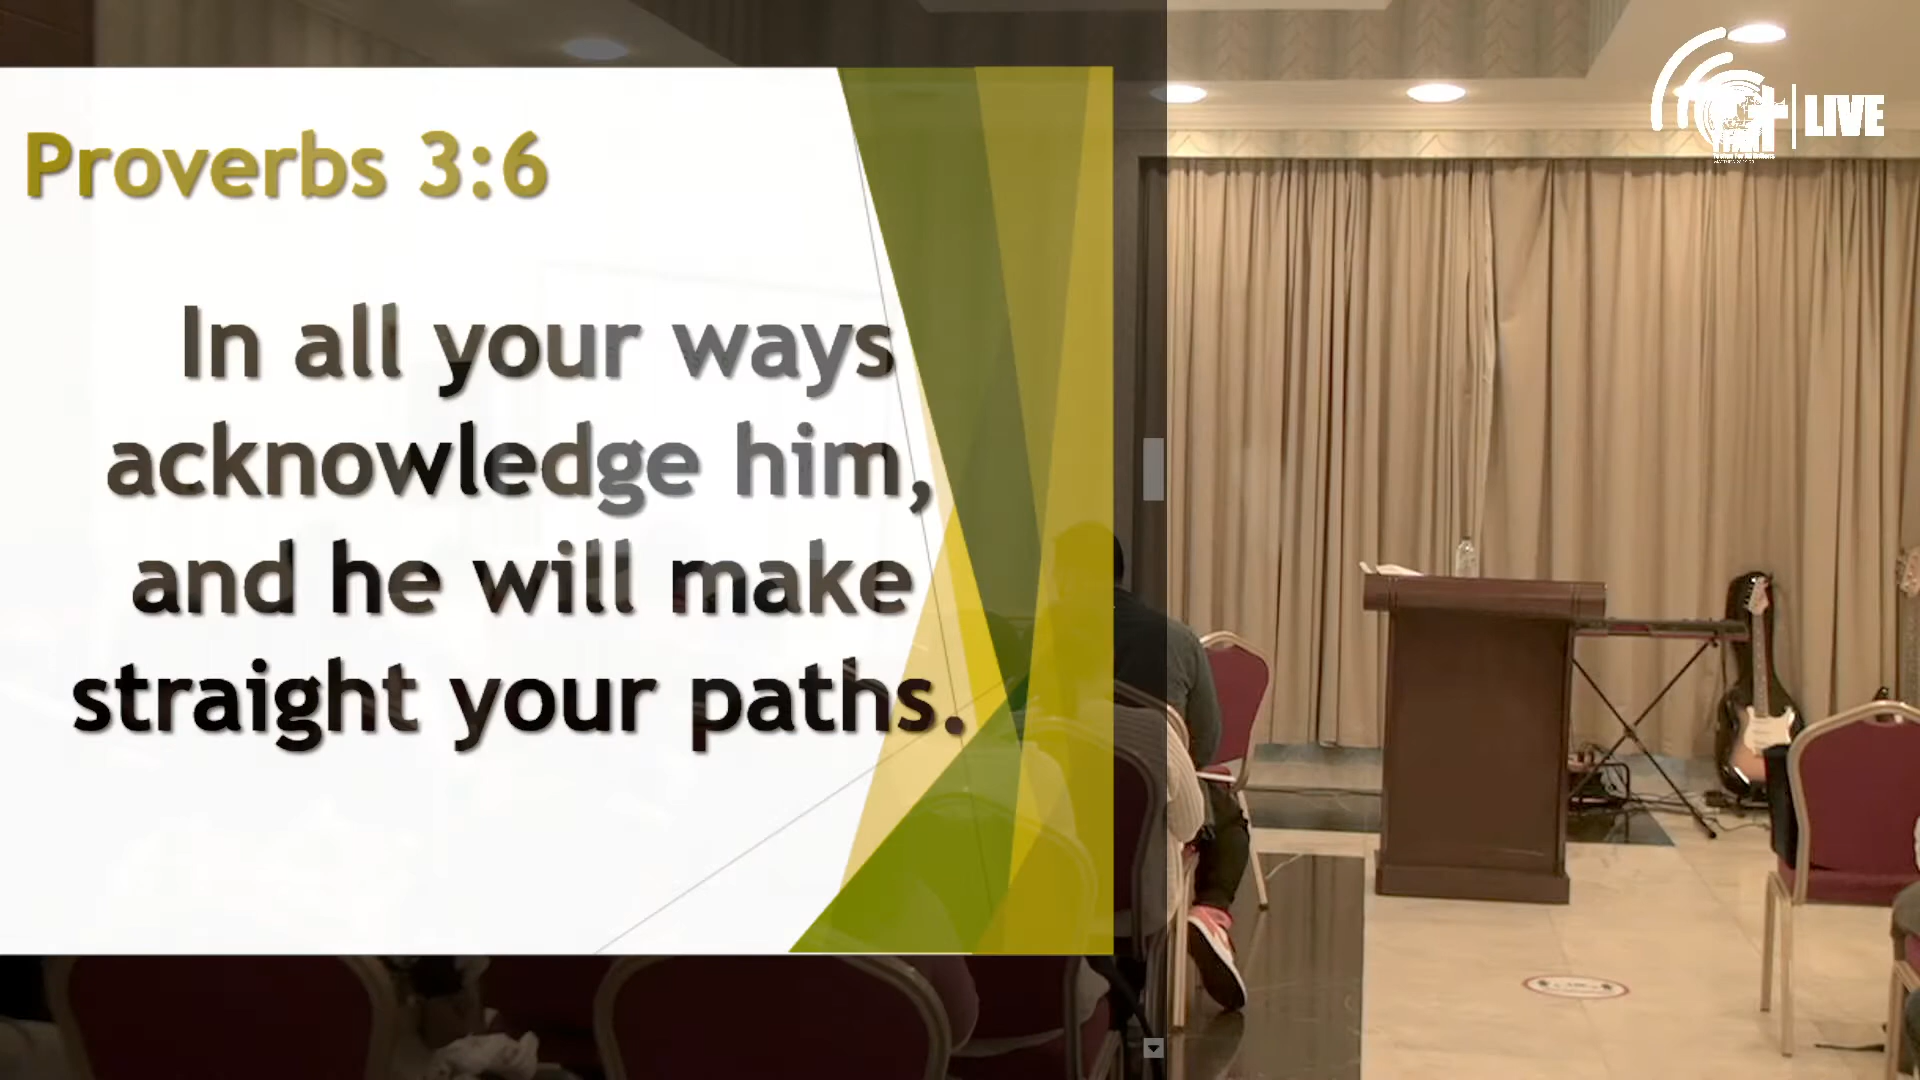 Proverbs 3:6
In all your ways
acknowledge him,
and he will make
straight your paths.
LIVE